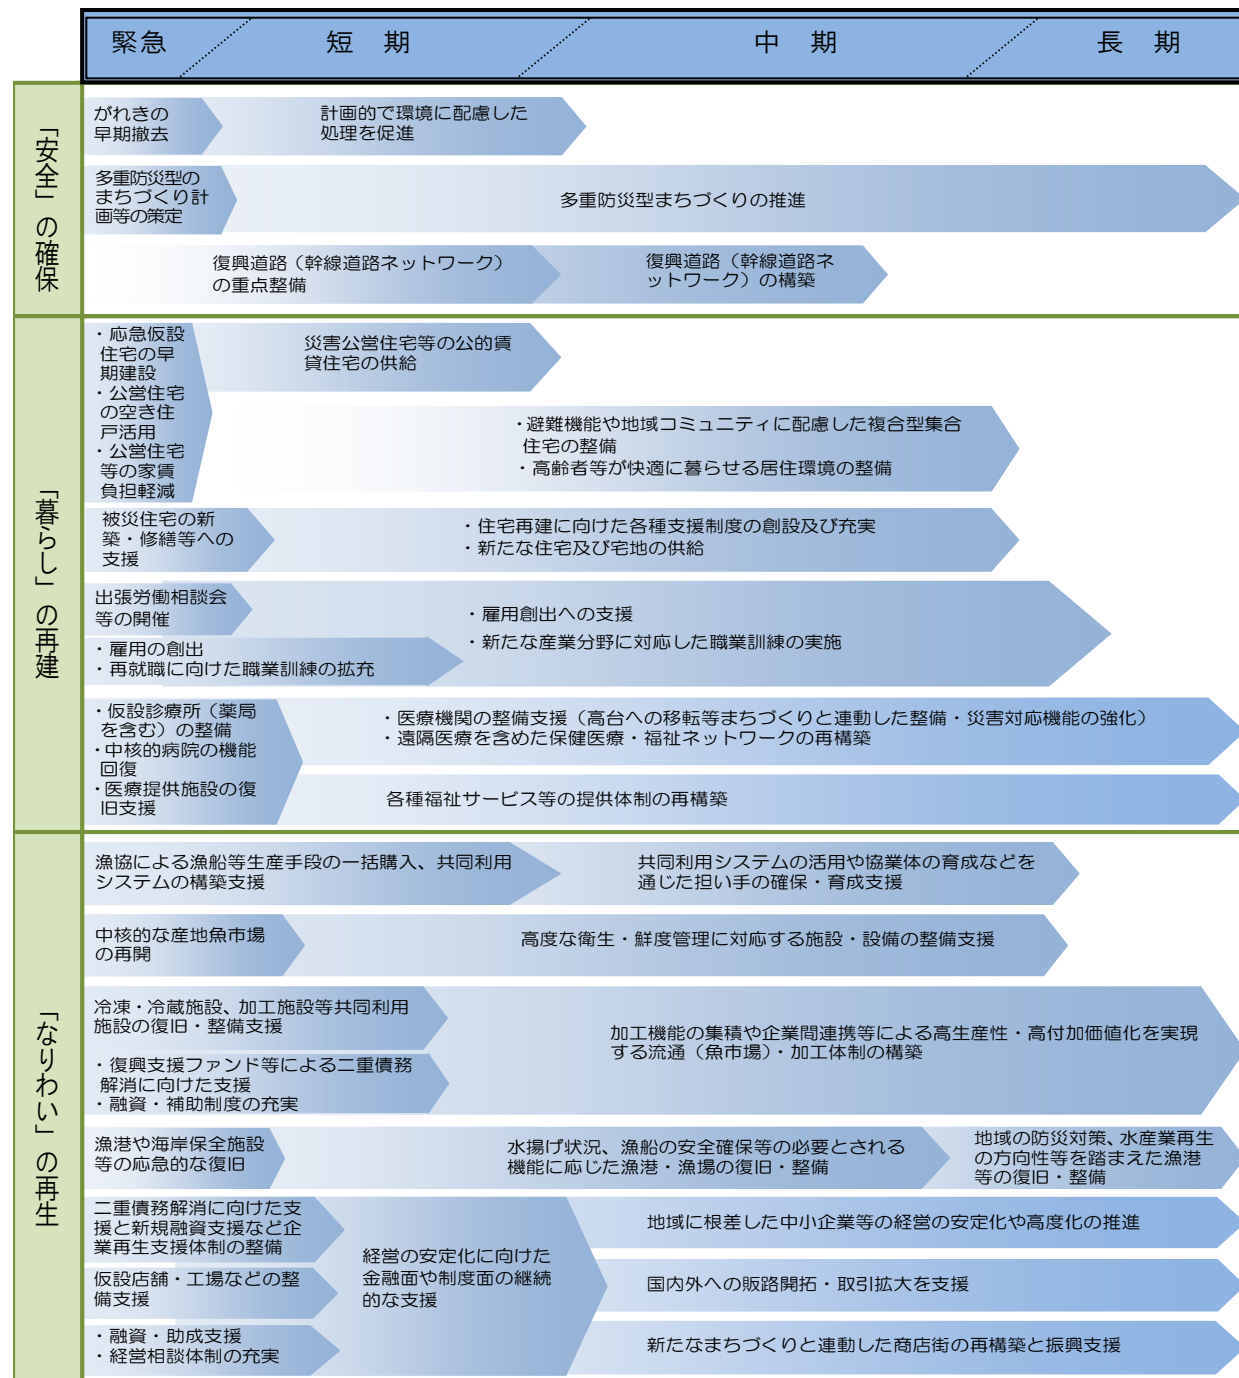 緊急
短　期
中　期
長　期
「安全」の確保
がれきの
早期撤去
計画的で環境に配慮した
処理を促進
多重防災型の
まちづくり計
画等の策定
多重防災型まちづくりの推進
復興道路（幹線道路ネットワーク）
の重点整備
復興道路（幹線道路ネ
ットワーク）の構築
「暮らし」の再建
・応急仮設
住宅の早
期建設
・公営住宅
の空き住
戸活用
・公営住宅
等の家賃
負担軽減
災害公営住宅等の公的賃
貸住宅の供給
・避難機能や地域コミュニティに配慮した複合型集合
住宅の整備
・高齢者等が快適に暮らせる居住環境の整備
被災住宅の新
築・修繕等への
支援
・住宅再建に向けた各種支援制度の創設及び充実
・新たな住宅及び宅地の供給
出張労働相談会
等の開催
・雇用の創出
・再就職に向けた職業訓練の拡充
・雇用創出への支援
・新たな産業分野に対応した職業訓練の実施
・仮設診療所（薬局
を含む）の整備
・中核的病院の機能
回復
・医療提供施設の復
旧支援
・医療機関の整備支援（高台への移転等まちづくりと連動した整備・災害対応機能の強化）
・遠隔医療を含めた保健医療・福祉ネットワークの再構築
各種福祉サービス等の提供体制の再構築
「なりわい」の再生
漁協による漁船等生産手段の一括購入、共同利用
システムの構築支援
共同利用システムの活用や協業体の育成などを
通じた担い手の確保・育成支援
中核的な産地魚市場
の再開
高度な衛生・鮮度管理に対応する施設・設備の整備支援
冷凍・冷蔵施設、加工施設等共同利用
施設の復旧・整備支援
・復興支援ファンド等による二重債務
解消に向けた支援
・融資・補助制度の充実
加工機能の集積や企業間連携等による高生産性・高付加価値化を実現
する流通（魚市場）・加工体制の構築
漁港や海岸保全施設
等の応急的な復旧
水揚げ状況、漁船の安全確保等の必要とされる
機能に応じた漁港・漁場の復旧・整備
地域の防災対策、水産業再生
の方向性等を踏まえた漁港
等の復旧・整備
二重債務解消に向けた支
援と新規融資支援など企
業再生支援体制の整備
仮設店舗・工場などの整
備支援
・融資・助成支援
・経営相談体制の充実
経営の安定化に向けた
金融面や制度面の継続
的な支援
地域に根差した中小企業等の経営の安定化や高度化の推進
国内外への販路開拓・取引拡大を支援
新たなまちづくりと連動した商店街の再構築と振興支援